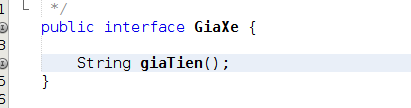 */
public interface GiaXe {
String giaTien();
}